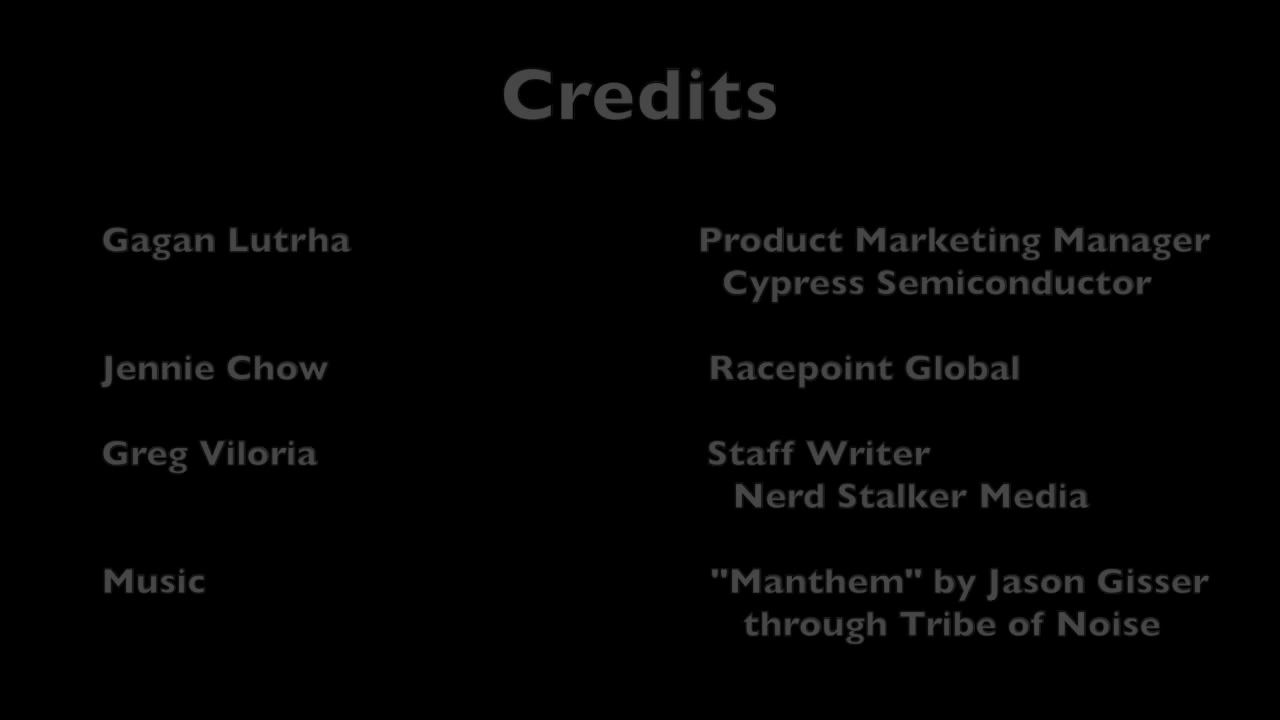 Credits
Gagan Lutrha Product Marketing Manager
Cypress Semiconductor
Jennie Chow Racepoint Global
Greg Viloria Staff Writer
Nerd Stalker Media
Music "Manthem" by Jason Gisser
through Tribe of Noise